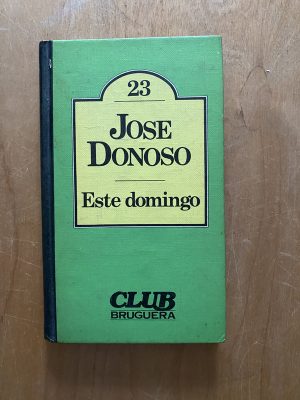 23
JOSE
DONOSO
Este domingo
CLUB
BRUGUERA